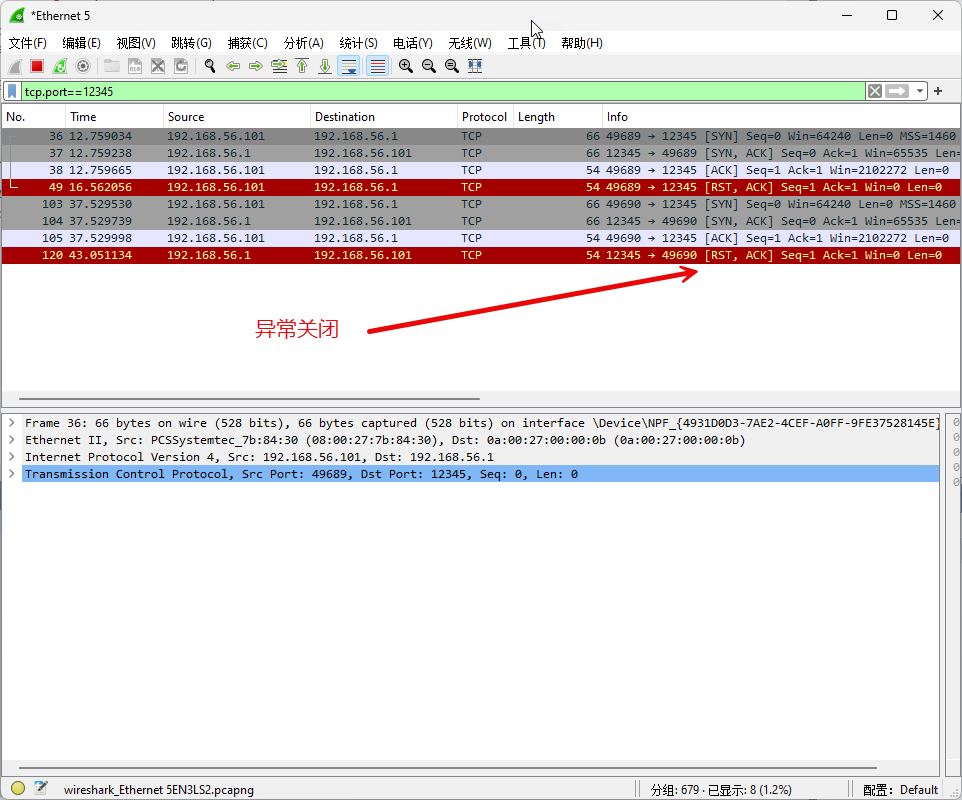 *Ethernet 5
文件(F) 编辑(E) 视图(V) 跳转(G) 捕获(C) 分析(A) 统计(S) 电话(Y) 无线(W) 工具(T) 帮助(H)
tcp.port==12345
No. Time Source Destination Protocol Length Info
36 12.759034 192.168.56.101 192.168.56.1 TCP 66 49689 → 12345 [SYN] Seq=0 Win=64240 Len=0 MSS=1460
37 12.759238 192.168.56.1 192.168.56.101 TCP 66 12345 → 49689 [SYN, ACK] Seq=0 Ack=1 Win=65535 Len=
38 12.759665 192.168.56.101 192.168.56.1 TCP 54 49689 → 12345 [ACK] Seq=1 Ack=1 Win=2102272 Len=0
49 16.562056 192.168.56.101 192.168.56.1 TCP 54 49689 → 12345 [RST, ACK] Seq=1 Ack=1 Win=0 Len=0
103 37.529530 192.168.56.101 192.168.56.1 TCP 66 49690 → 12345 [SYN] Seq=0 Win=64240 Len=0 MSS=1460
104 37.529739 192.168.56.1 192.168.56.101 TCP 66 12345 → 49690 [SYN, ACK] Seq=0 Ack=1 Win=65535 Len=
105 37.529998 192.168.56.101 192.168.56.1 TCP 54 49690 → 12345 [ACK] Seq=1 Ack=1 Win=2102272 Len=0
120 43.051134 192.168.56.1 192.168.56.101 TCP 54 12345 → 49690 [RST, ACK] Seq=1 Ack=1 Win=0 Len=0
异常关闭
Frame 36: 66 bytes on wire (528 bits), 66 bytes captured (528 bits) on interface \Device\NPF_{4931D0D3-7AE2-4CEF-A0FF-9FE37528145E}
Ethernet II, Src: PCSSystemtec_7b:84:30 (08:00:27:7b:84:30), Dst: 0a:00:27:00:00:0b (0a:00:27:00:00:0b)
Internet Protocol Version 4, Src: 192.168.56.101, Dst: 192.168.56.1
Transmission Control Protocol, Src Port: 49689, Dst Port: 12345, Seq: 0, Len: 0
wireshark_Ethernet 5EN3LS2.pcapng 分组: 679 · 已显示: 8 (1.2%) 配置: Default